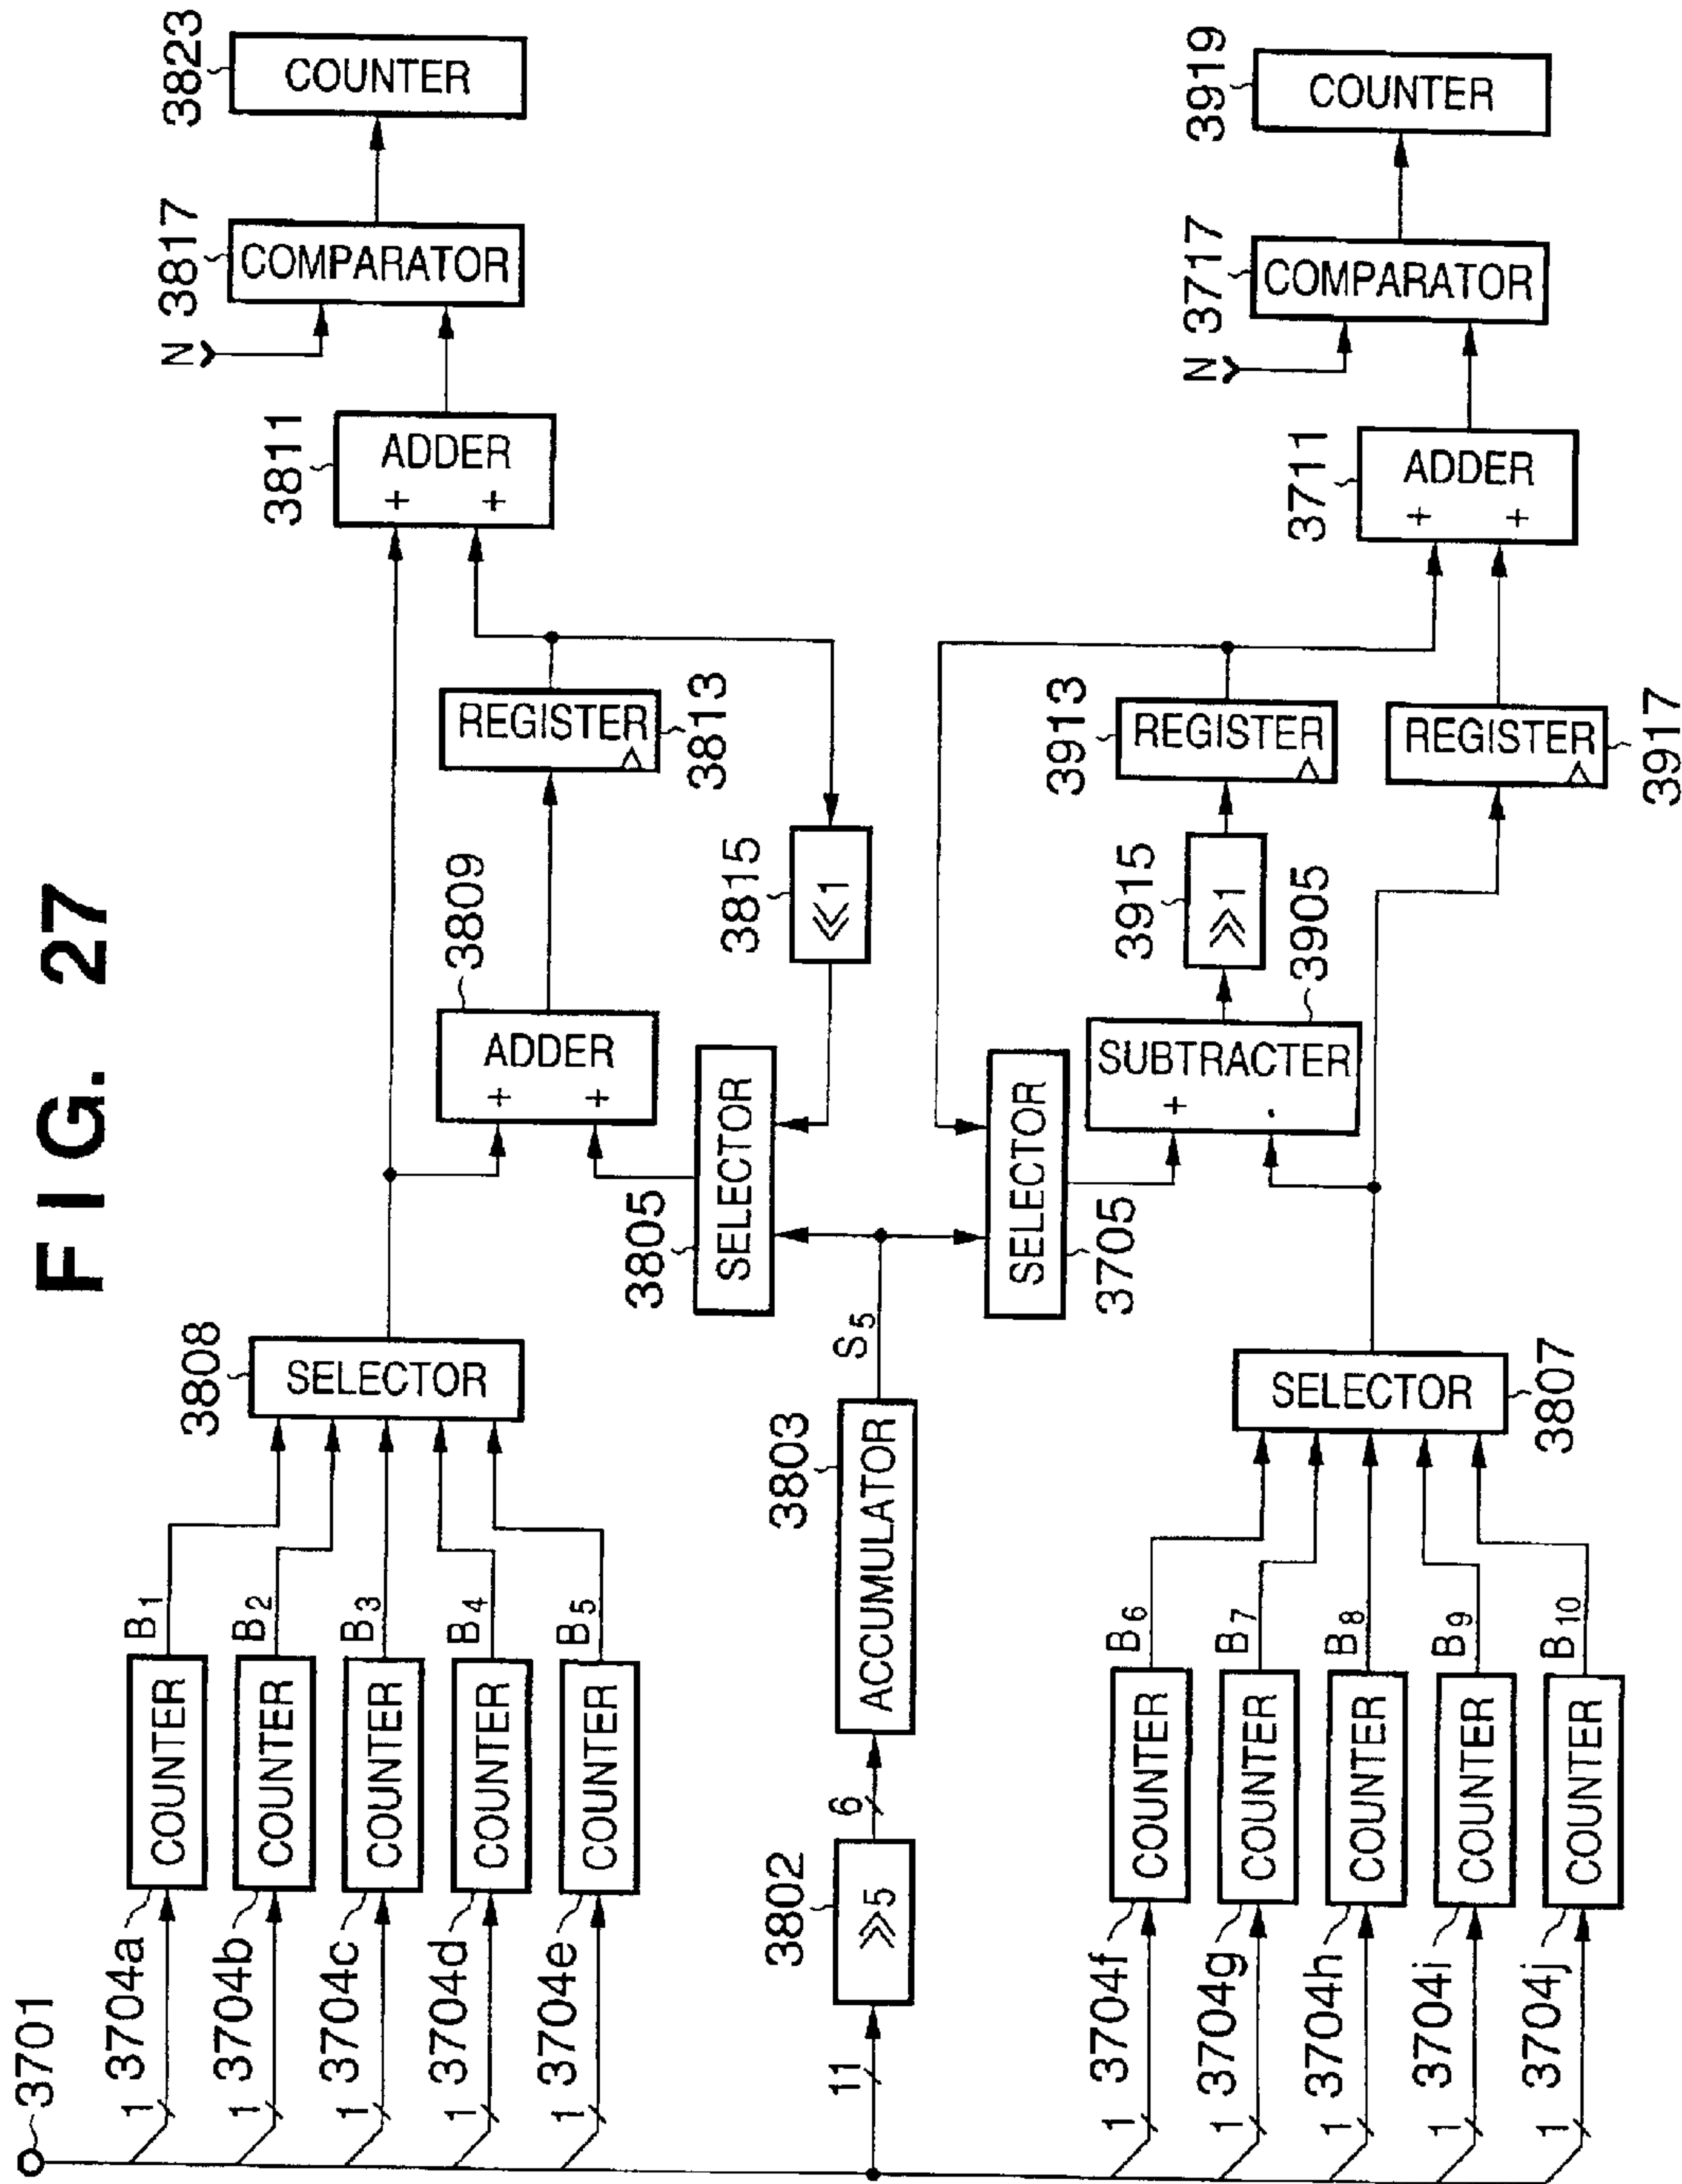 FIG. 27
3701
1
3704a
COUNTER
B1
1
3704b
COUNTER
B2
1
3704c
COUNTER
B3
1
3704d
COUNTER
B4
1
3704e
COUNTER
B5
3808
SELECTOR
3809
ADDER
+
+
REGISTER
3813
3811
ADDER
+
+
N
3817
COMPARATOR
3823
COUNTER
3805
SELECTOR
3815
≪1
11
3802
≫5
6
3803
ACCUMULATOR
S5
SELECTOR
3705
SUBTRACTER
+
-
3905
3915
≫1
3913
REGISTER
REGISTER
3917
3711
ADDER
+
+
N
3717
COMPARATOR
3919
COUNTER
1
3704f
COUNTER
B6
1
3704g
COUNTER
B7
1
3704h
COUNTER
B8
1
3704i
COUNTER
B9
1
3704j
COUNTER
B10
SELECTOR
3807